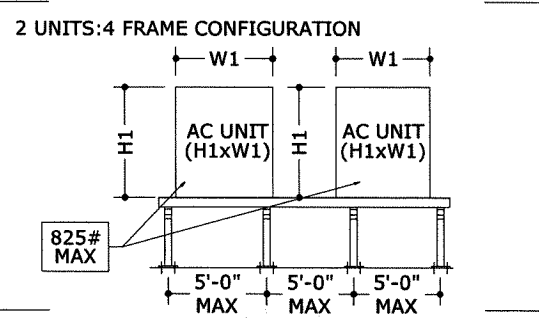 2 UNITS:4 FRAME CONFIGURATION
W1
W1
H1
AC UNIT
(H1xW1)
H1
AC UNIT
(H1xW1)
825#
MAX
5'-0"
MAX
5'-0"
MAX
5'-0"
MAX